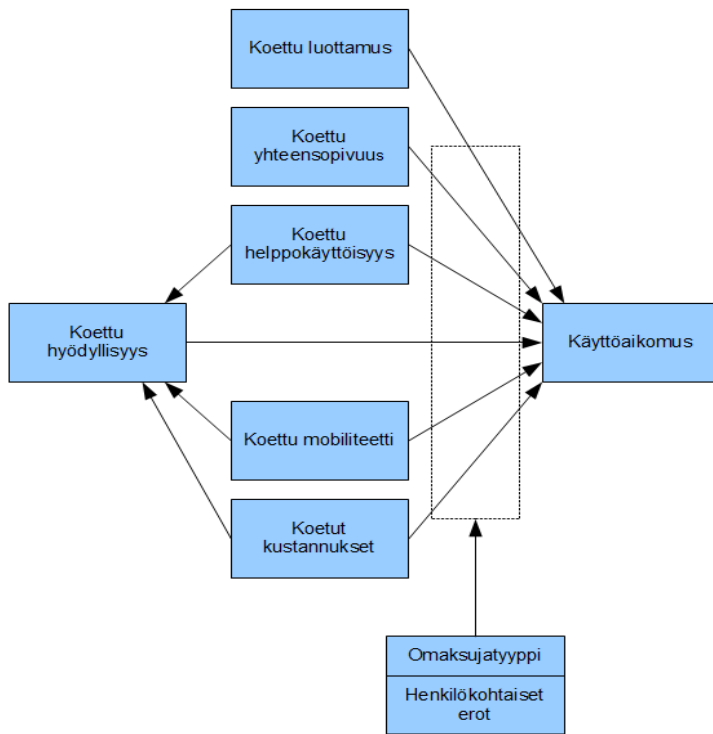 Koettu luottamus
Koettu
yhteensopivuus
Koettu
helppokäyttöisyys
Koettu
hyödyllisyys
Käyttöaikomus
Koettu mobiliteetti
Koetut
kustannukset
Omaksujatyyppi
Henkilökohtaiset
erot